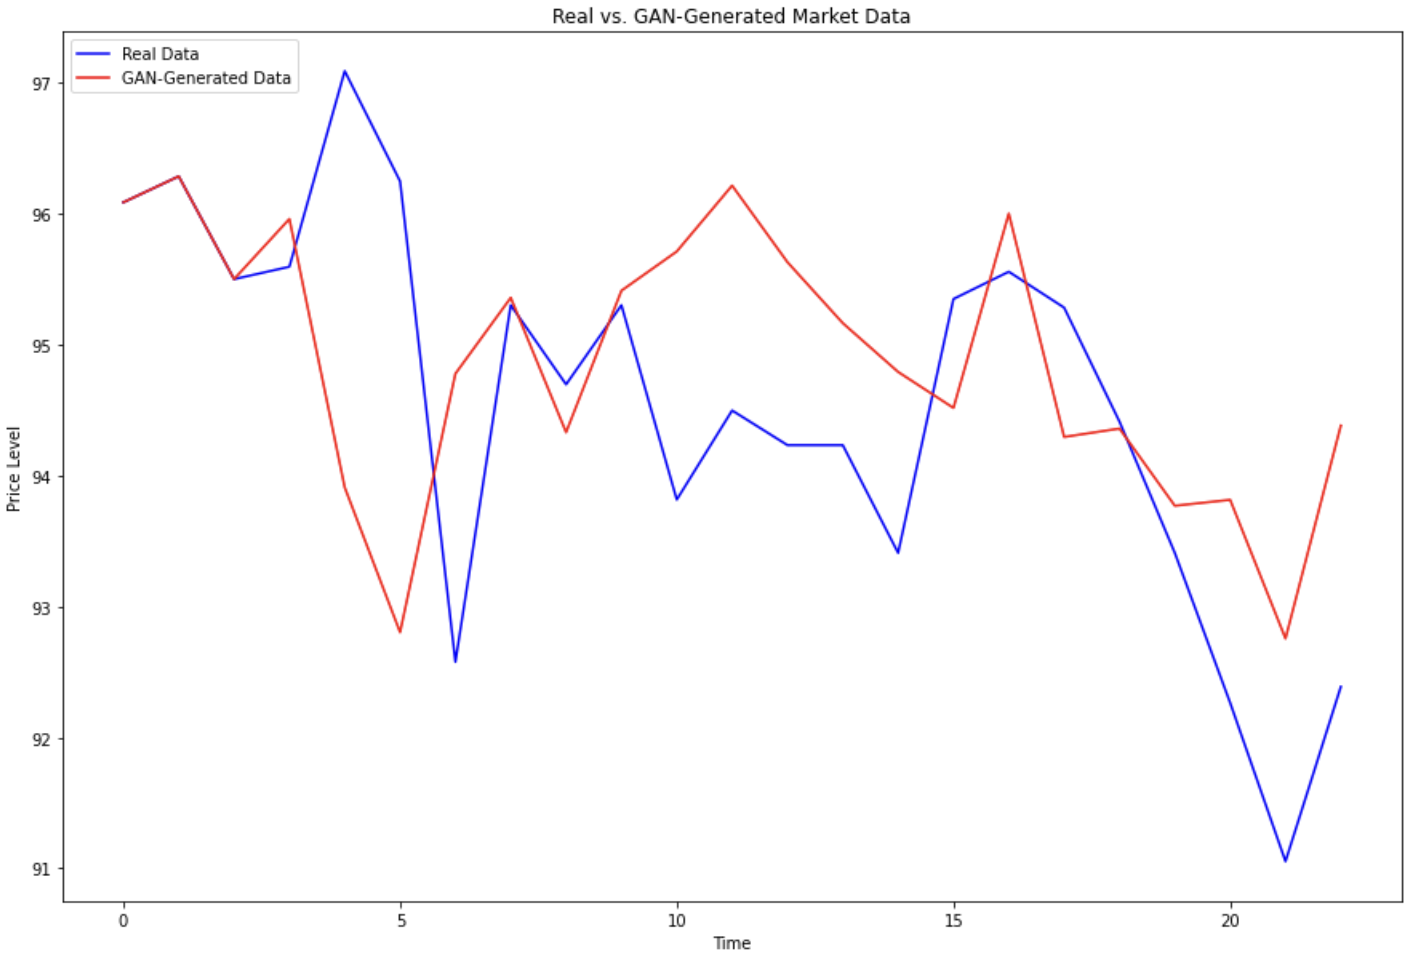 Real vs. GAN-Generated Market Data
Real Data
GAN-Generated Data
97
96
95
94
93
92
91
Price Level
0
5
10
15
20
Time